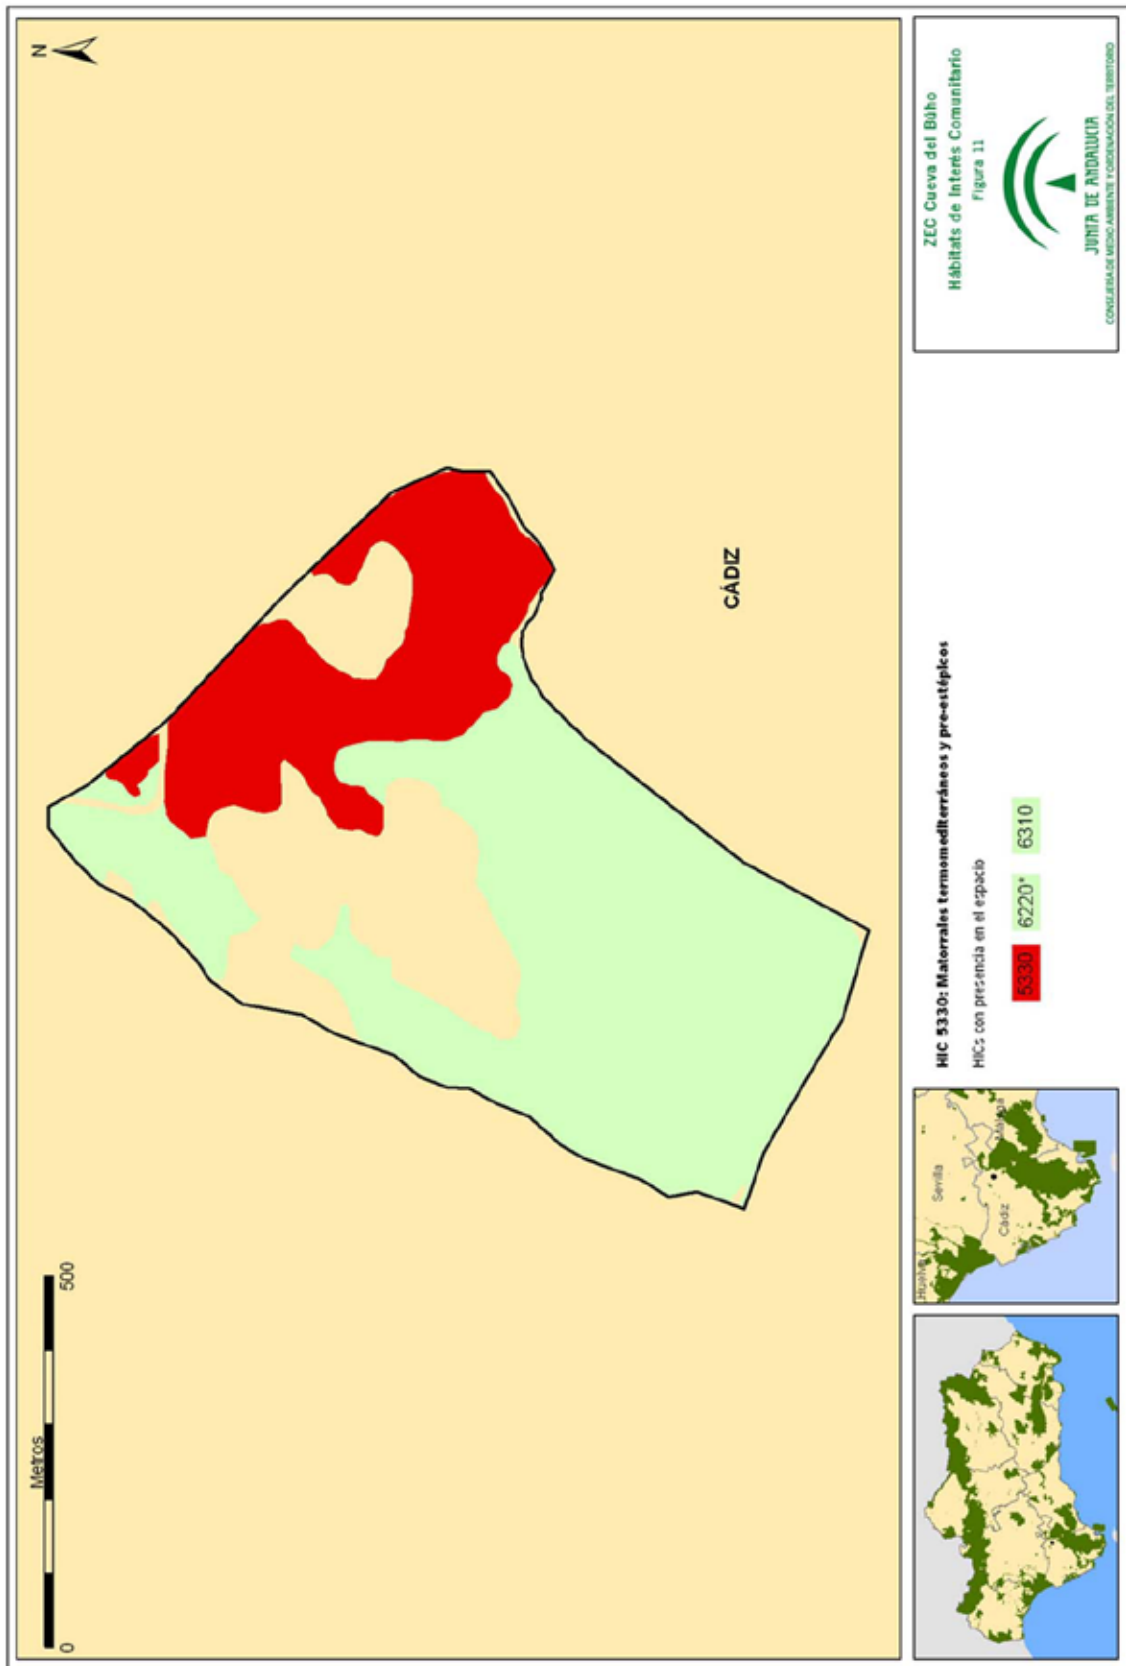 Metros
0
500
N
CÁDIZ
Huelva
Sevilla
Cádiz
Málaga
HIC 5330: Matorrales termomediterráneos y pre-estépicos
HICs con presencia en el espacio
5330
6220*
6310
ZEC Cueva del Búho
Hábitats de Interés Comunitario
Figura 11
JUNTA DE ANDALUCIA
CONSEJERIA DE MEDIO AMBIENTE Y ORDENACIÓN DEL TERRITORIO